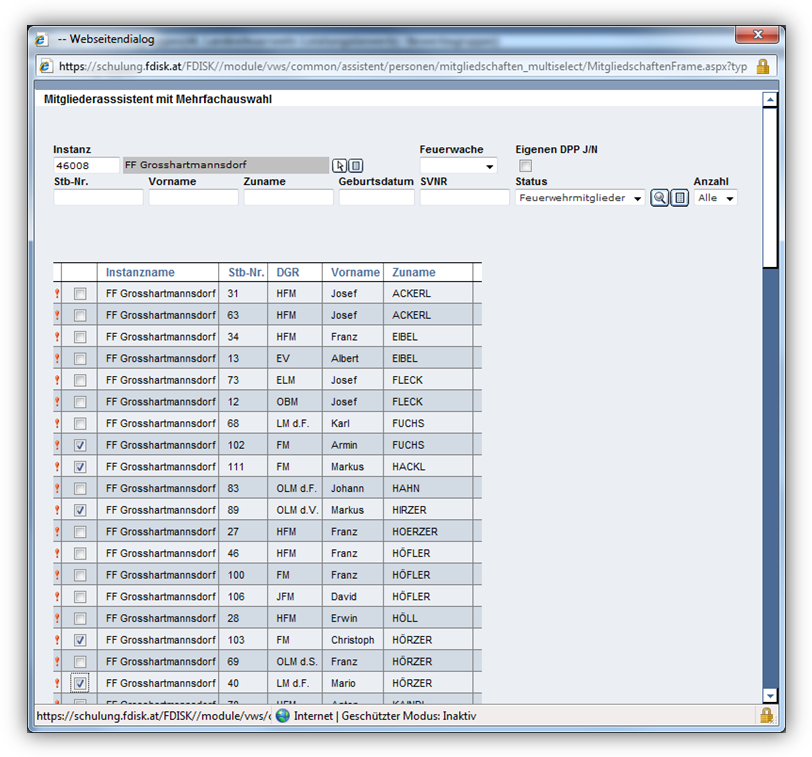 -- Webseitendialog
https://schulung.fdisk.at/FDISK//module/vws/common/assistent/personen/mitgliedschaften_multiselect/MitgliedschaftenFrame.aspx?typ
Mitgliederasssistent mit Mehrfachauswahl
Instanz Feuerwache Eigenen DPP J/N
46008 FF Grosshartmannsdorf
Stb-Nr. Vorname Zuname Geburtsdatum SVNR Status Anzahl
Feuerwehrmitglieder Alle
Instanzname Stb-Nr. DGR Vorname Zuname
FF Grosshartmannsdorf 31 HFM Josef ACKERL
FF Grosshartmannsdorf 63 HFM Josef ACKERL
FF Grosshartmannsdorf 34 HFM Franz EIBEL
FF Grosshartmannsdorf 13 EV Albert EIBEL
FF Grosshartmannsdorf 73 ELM Josef FLECK
FF Grosshartmannsdorf 12 OBM Josef FLECK
FF Grosshartmannsdorf 68 LM d.F. Karl FUCHS
FF Grosshartmannsdorf 102 FM Armin FUCHS
FF Grosshartmannsdorf 111 FM Markus HACKL
FF Grosshartmannsdorf 83 OLM d.F. Johann HAHN
FF Grosshartmannsdorf 89 OLM d.V. Markus HIRZER
FF Grosshartmannsdorf 27 HFM Franz HOERZER
FF Grosshartmannsdorf 46 HFM Franz HÖFLER
FF Grosshartmannsdorf 100 FM Franz HÖFLER
FF Grosshartmannsdorf 106 JFM David HÖFLER
FF Grosshartmannsdorf 28 HFM Erwin HÖLL
FF Grosshartmannsdorf 103 FM Christoph HÖRZER
FF Grosshartmannsdorf 69 OLM d.S. Franz HÖRZER
FF Grosshartmannsdorf 40 LM d.F. Mario HÖRZER
FF Grosshartmannsdorf
https://schulung.fdisk.at/FDISK//module/vws/c Internet | Geschützter Modus: Inaktiv